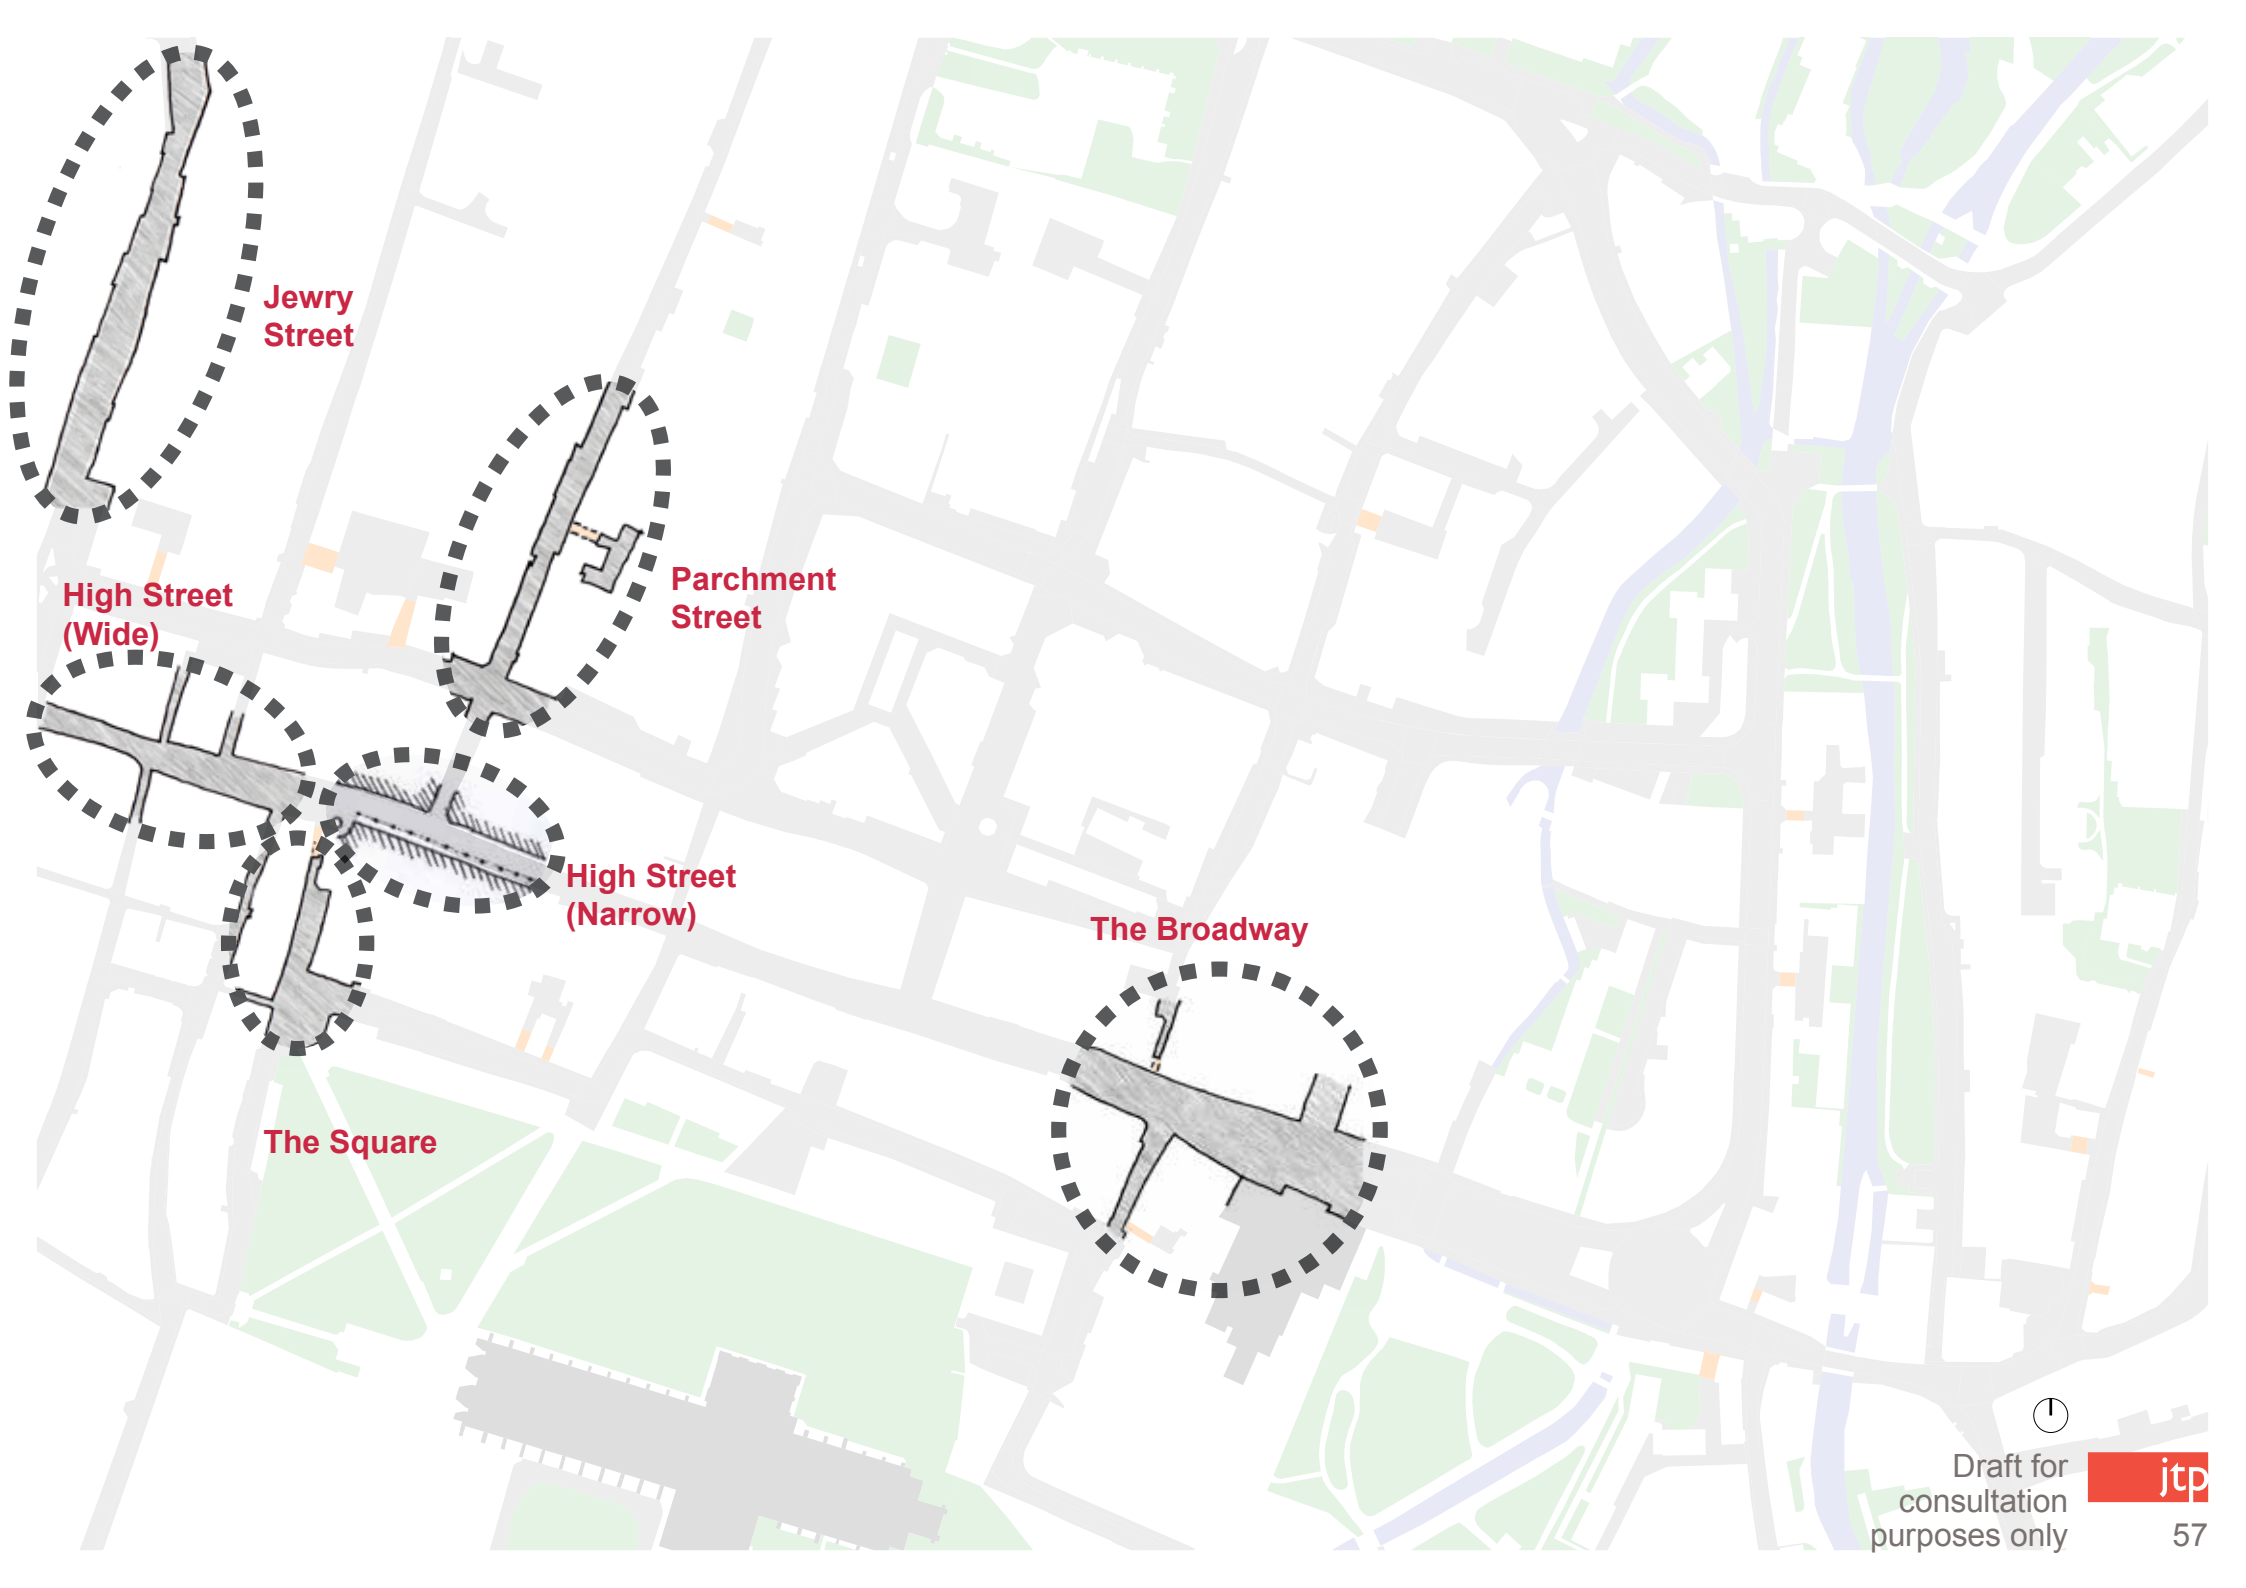 Jewry
Street
High Street
(Wide)
Parchment
Street
High Street
(Narrow)
The Broadway
The Square
Draft for
consultation
purposes only
jtp
57